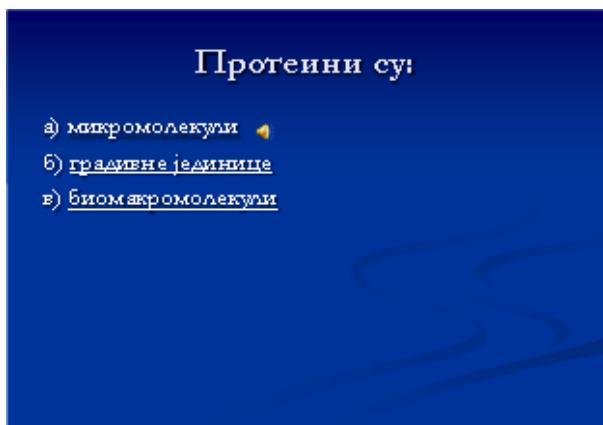 Протеини су:
а) микромолекули
б) градивне јединице
в) биомакромолекули